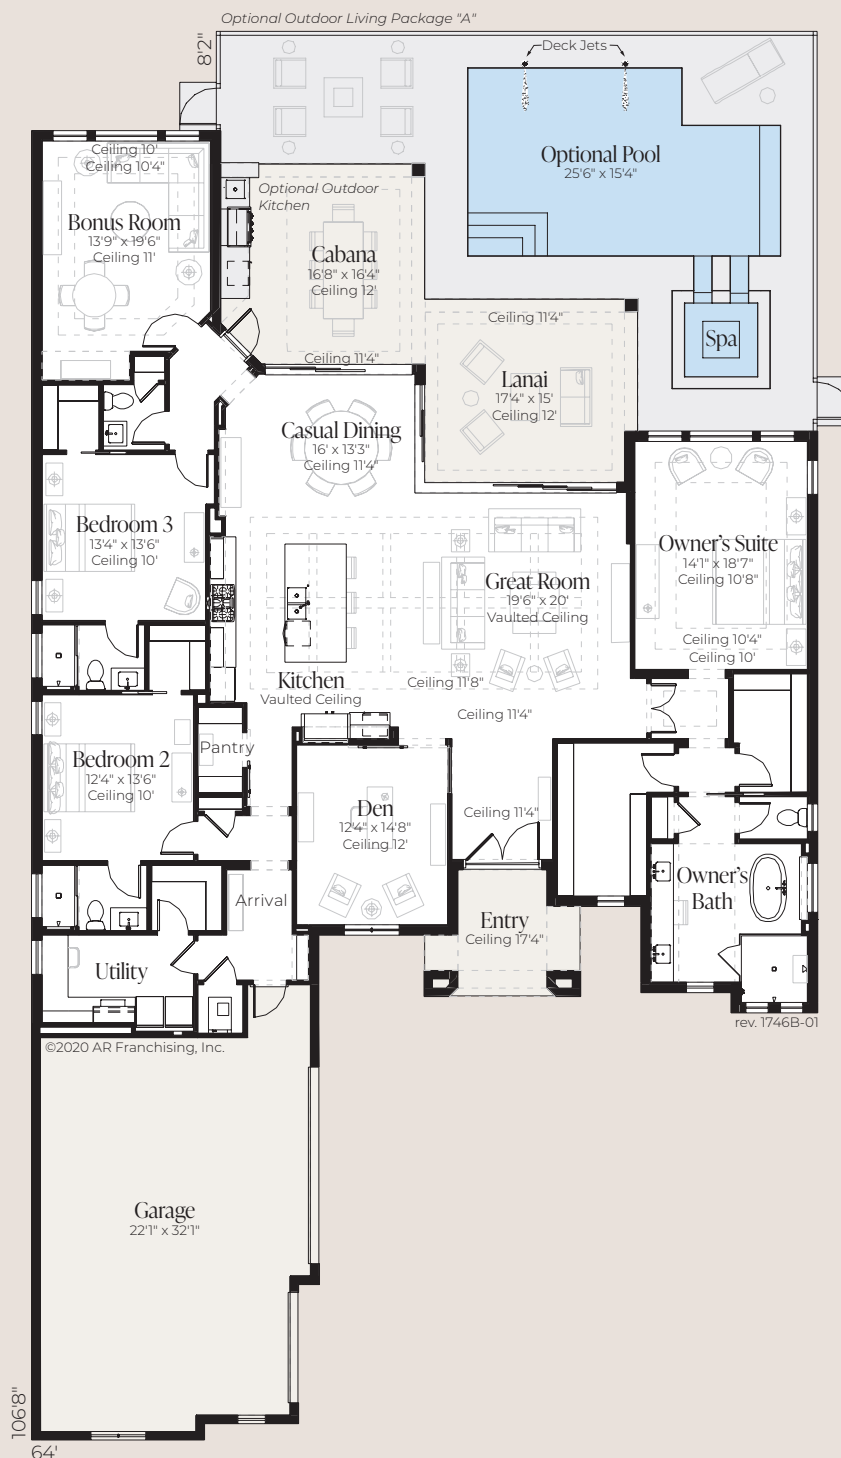 Optional Outdoor Living Package "A"
8'2"
Deck Jets
Optional Pool
25'6" x 15'4"
Ceiling 10'
Ceiling 10'4"
Bonus Room
13'9" x 19'6"
Ceiling 11'
Optional Outdoor
Kitchen
Cabana
16'8" x 16'4"
Ceiling 12'
Ceiling 11'4"
Ceiling 11'4"
Lanai
17'4" x 15'
Ceiling 12'
Spa
Casual Dining
16' x 13'3"
Ceiling 11'4"
Bedroom 3
13'4" x 13'6"
Ceiling 10'
Great Room
19'6" x 20'
Vaulted Ceiling
Owner's Suite
14'1" x 18'7"
Ceiling 10'8"
Ceiling 10'4"
Ceiling 10'
Kitchen
Vaulted Ceiling
Ceiling 11'8"
Ceiling 11'4"
Pantry
Bedroom 2
12'4" x 13'6"
Ceiling 10'
Den
12'4" x 14'8"
Ceiling 12'
Ceiling 11'4"
Arrival
Entry
Ceiling 17'4"
Owner's
Bath
Utility
rev. 1746B-01
©2020 AR Franchising, Inc.
Garage
22'1" x 32'1"
106'8"
64'